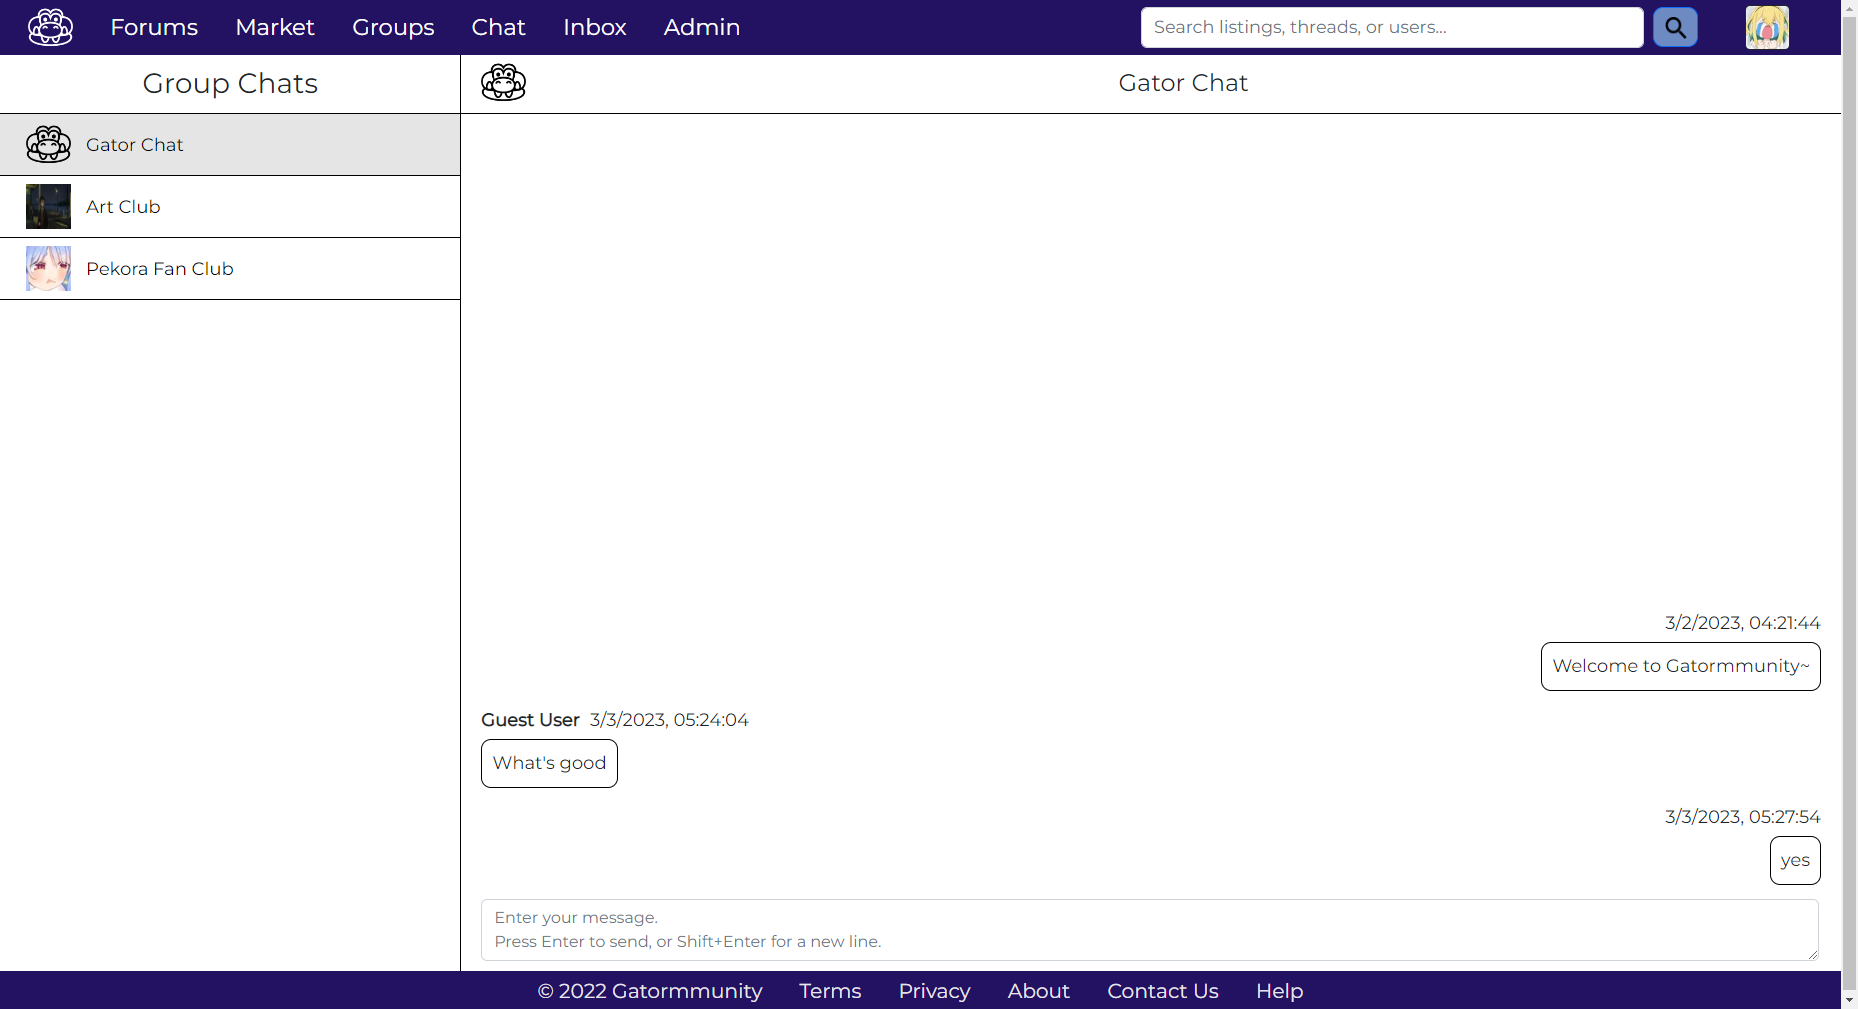 Forums Market Groups Chat Inbox Admin Search listings, threads, or users...
Group Chats
Gator Chat
Art Club
Pekora Fan Club
Gator Chat
3/2/2023, 04:21:44
Welcome to Gatormmunity~
Guest User 3/3/2023, 05:24:04
What's good
3/3/2023, 05:27:54
yes
Enter your message.
Press Enter to send, or Shift+Enter for a new line.
© 2022 Gatormmunity Terms Privacy About Contact Us Help